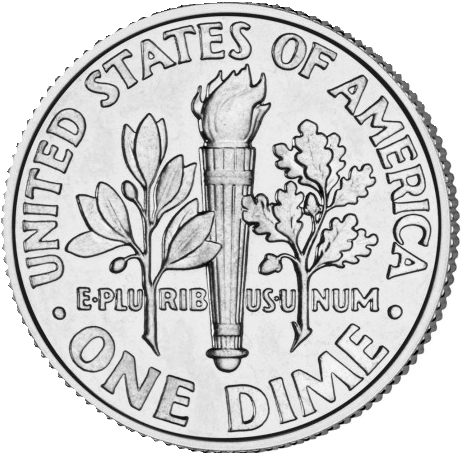 UNITED STATES OF AMERICA
E·PLURIBUS·UNUM
· ONE DIME ·